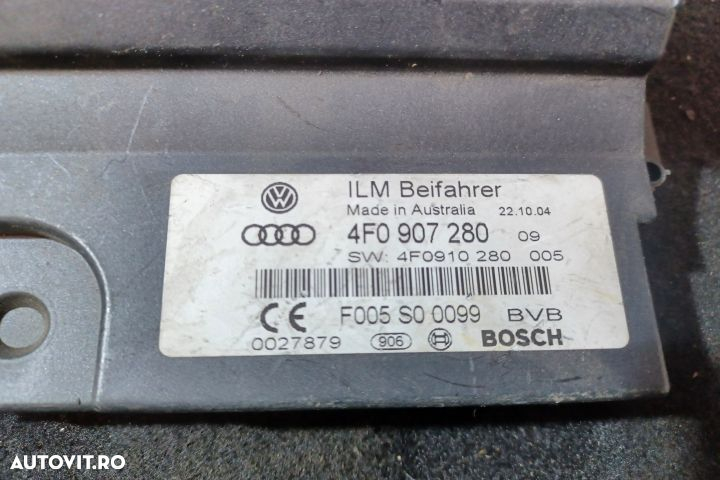 ILM Beifahrer
Made in Australia 22.10.04
4F0 907 280 09
SW: 4F0910 280 005
CE F005 S0 0099 BVB
0027879 906 BOSCH
AUTOVIT.RO